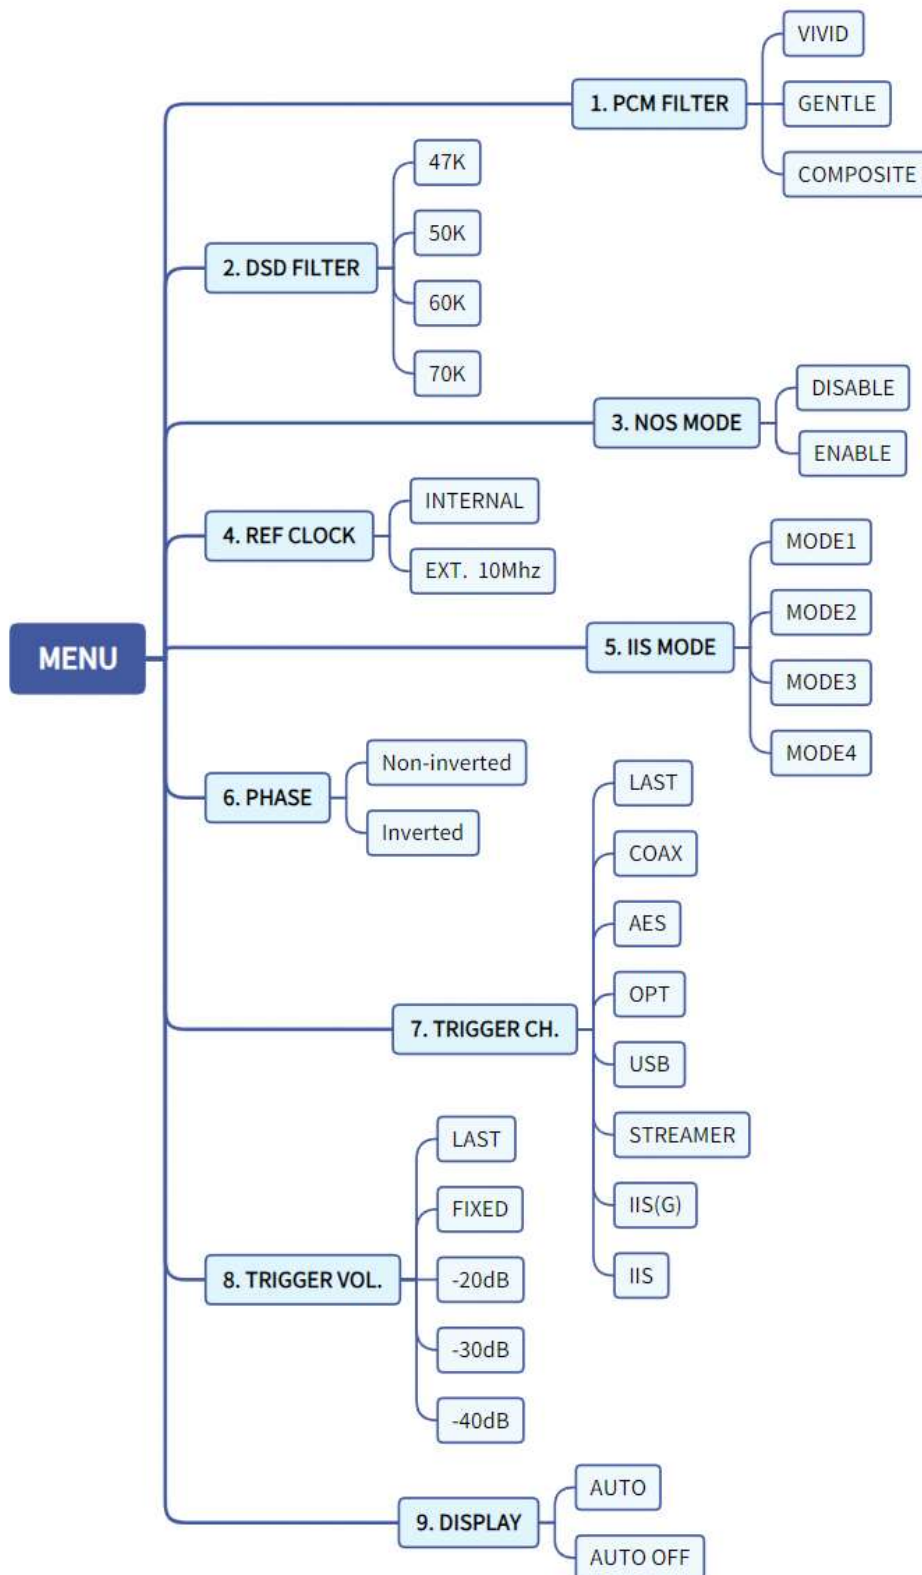 MENU
1. PCM FILTER
VIVID
GENTLE
COMPOSITE
2. DSD FILTER
47K
50K
60K
70K
3. NOS MODE
DISABLE
ENABLE
4. REF CLOCK
INTERNAL
EXT. 10Mhz
5. IIS MODE
MODE1
MODE2
MODE3
MODE4
6. PHASE
Non-inverted
Inverted
7. TRIGGER CH.
LAST
COAX
AES
OPT
USB
STREAMER
IIS(G)
IIS
8. TRIGGER VOL.
LAST
FIXED
-20dB
-30dB
-40dB
9. DISPLAY
AUTO
AUTO OFF